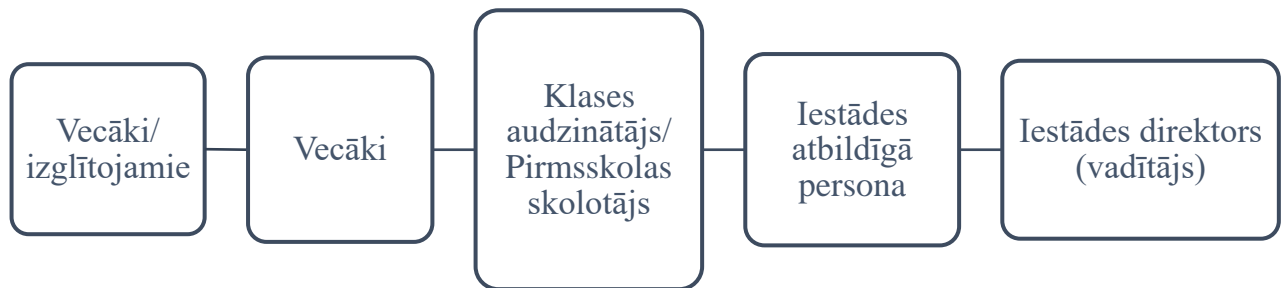 Vecāki/
izglītojamie
Vecāki
Klases
audzinātājs/
Pirmsskolas
skolotājs
Iestādes
atbildīgā
persona
Iestādes direktors
(vadītājs)